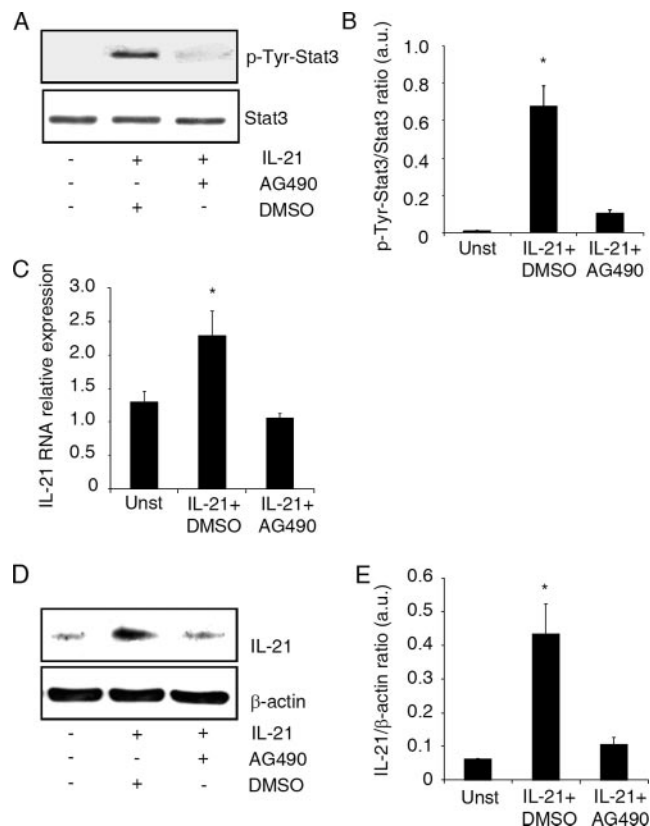 A
p-Tyr-Stat3
Stat3
- + + IL-21
- - + AG490
- + - DMSO
B
p-Tyr-Stat3/Stat3 ratio (a.u.)
1.0
0.8
0.6
0.4
0.2
0
*
Unst IL-21+ IL-21+
DMSO AG490
C
IL-21 RNA relative expression
3.0
2.5
2.0
1.5
1.0
0.5
0
*
Unst IL-21+ IL-21+
DMSO AG490
D
IL-21
β-actin
- + + IL-21
- - + AG490
- + - DMSO
E
IL-21/β-actin ratio (a.u.)
0.6
0.5
0.4
0.3
0.2
0.1
0
*
Unst IL-21+ IL-21+
DMSO AG490